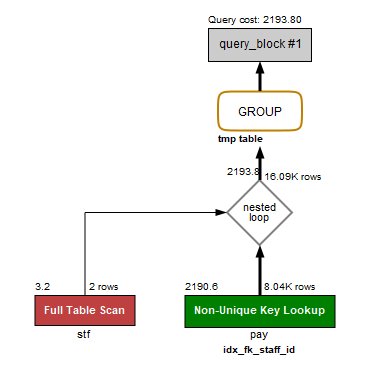 Query cost: 2193.80
query_block #1
GROUP
tmp table
2193.8
16.09K rows
nested
loop
3.2
2 rows
2190.6
8.04K rows
Full Table Scan
Non-Unique Key Lookup
stf
pay
idx_fk_staff_id